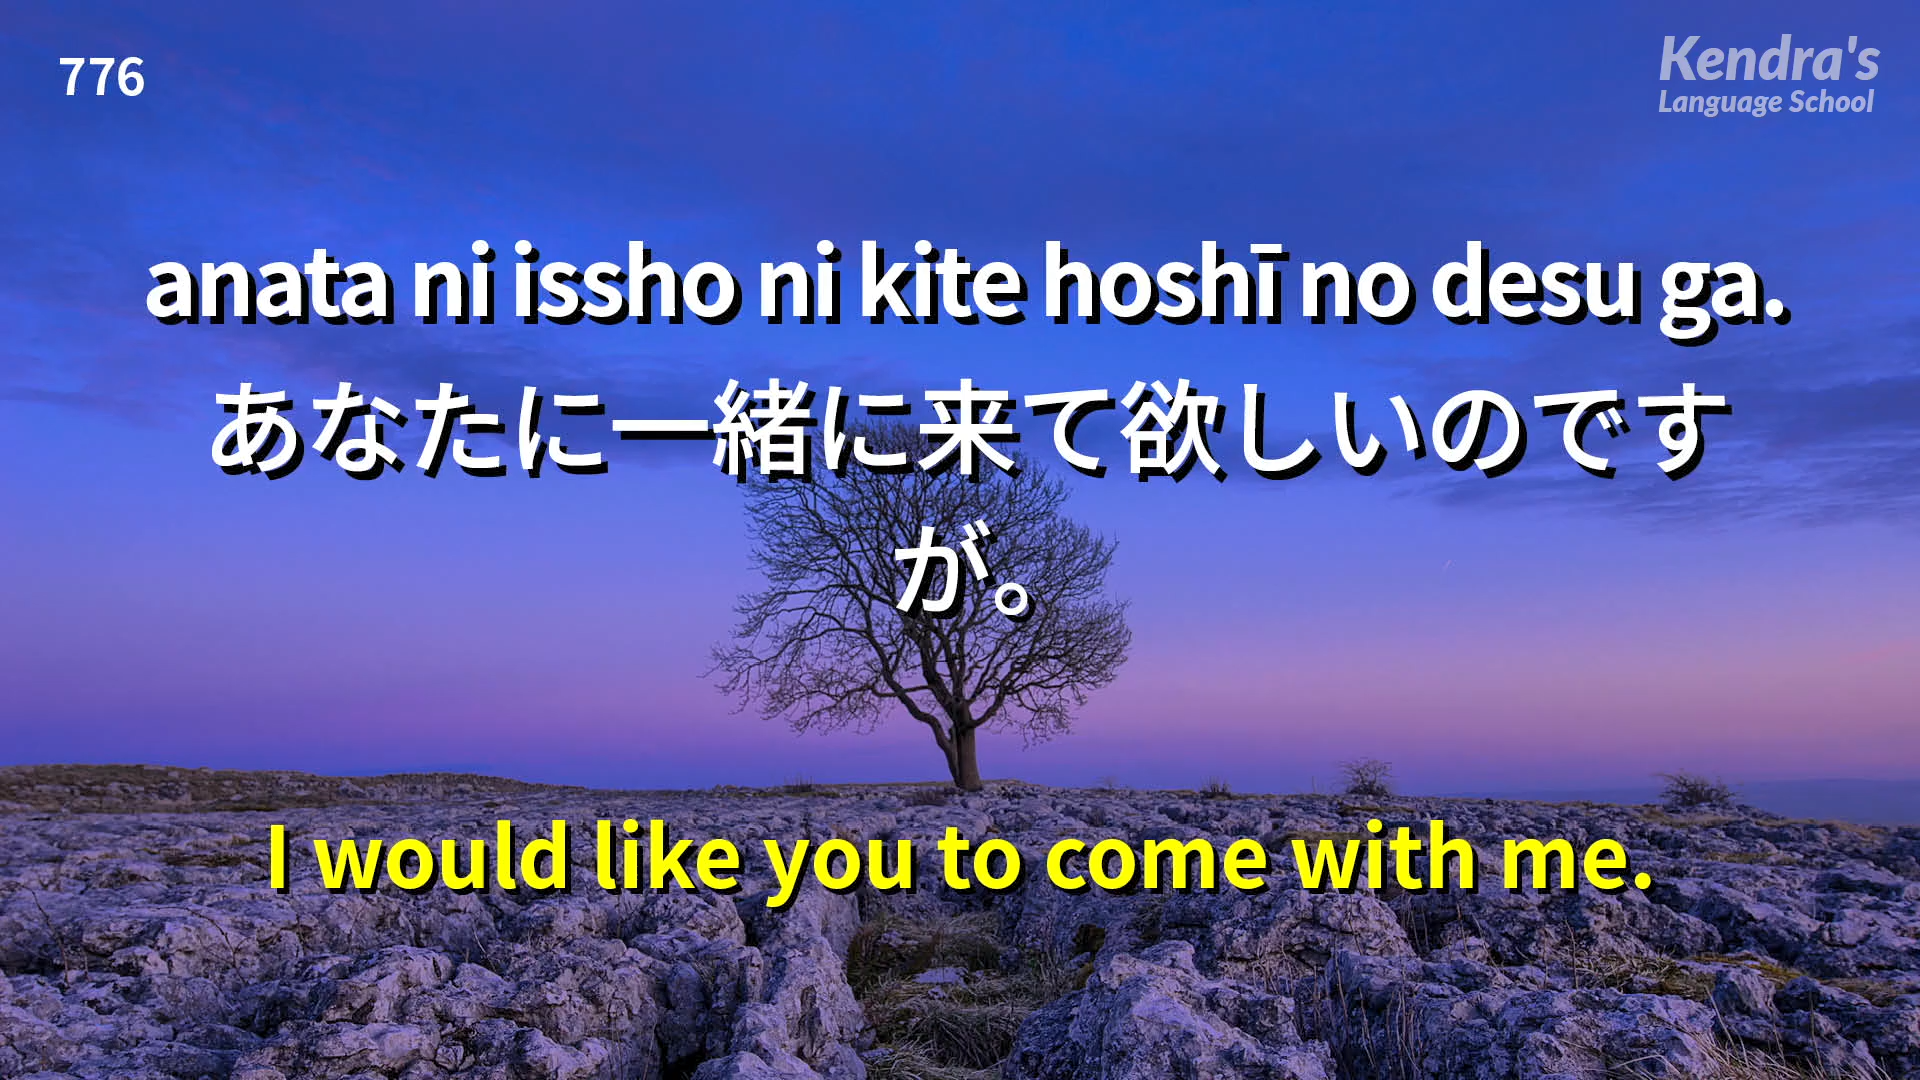 776
Kendra's
Language School
anata ni issho ni kite hoshī no desu ga.
あなたに一緒に来て欲しいのです
が。
I would like you to come with me.